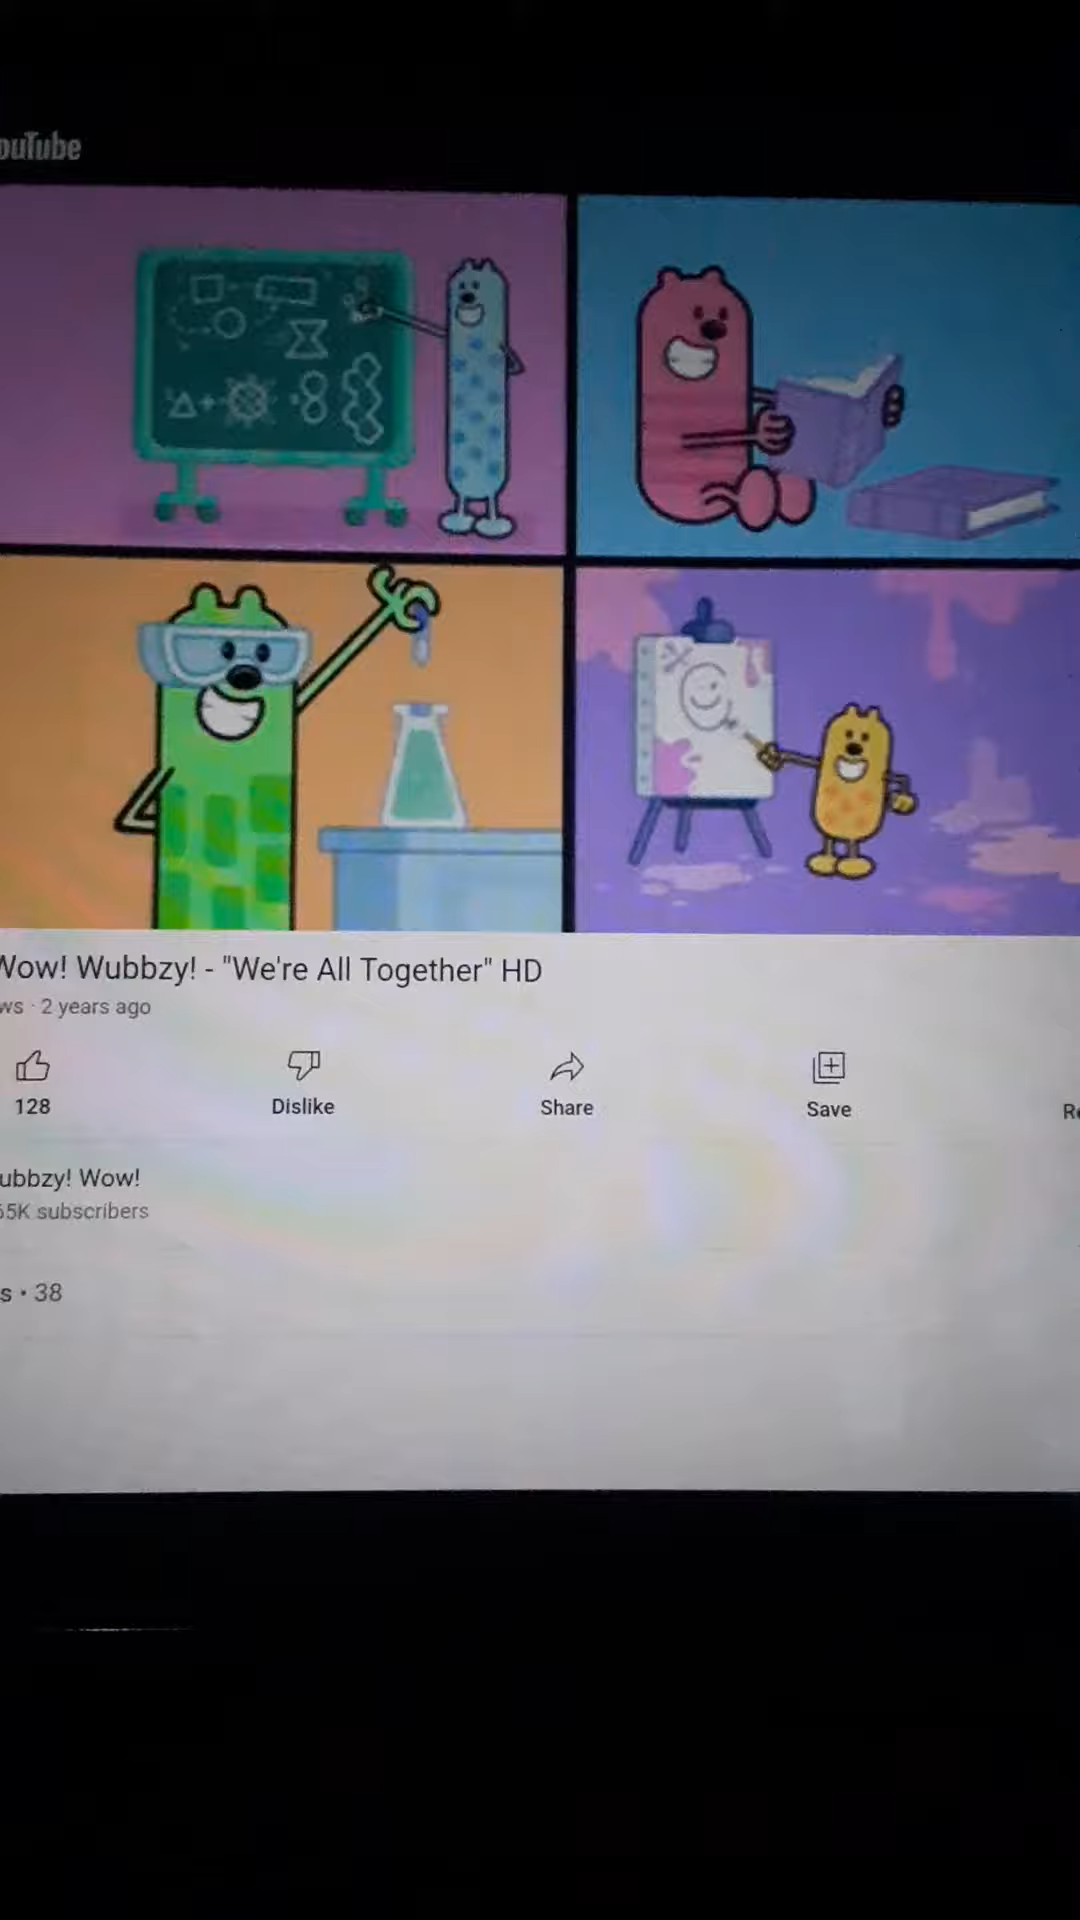 ouTube
Wow! Wubbzy! - "We're All Together" HD
ws · 2 years ago
128
Dislike
Share
Save
Re
ubbzy! Wow!
65K subscribers
s · 38